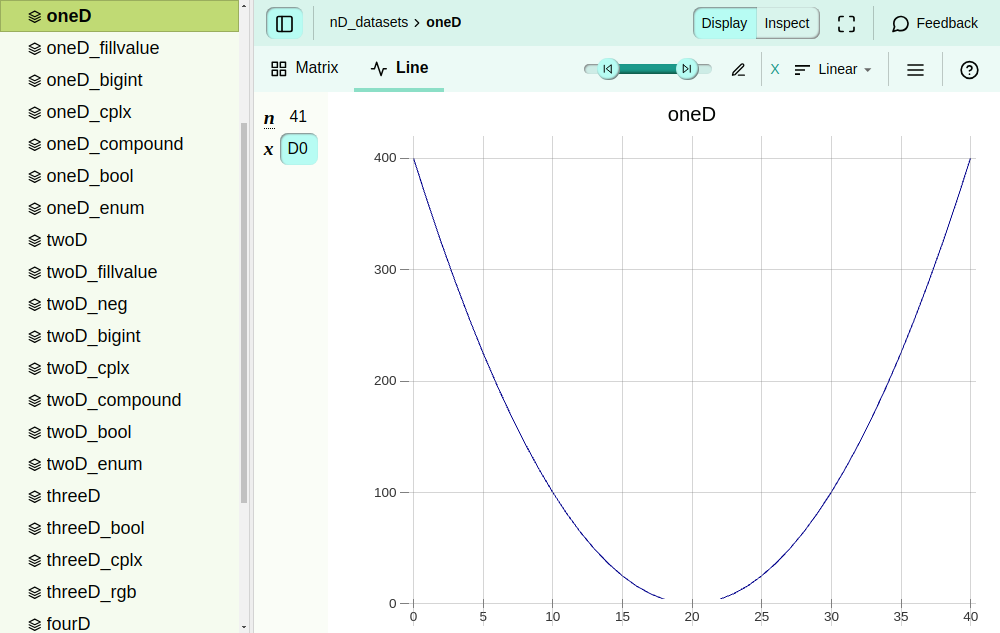 oneD
oneD_fillvalue
oneD_bigint
oneD_cplx
oneD_compound
oneD_bool
oneD_enum
twoD
twoD_fillvalue
twoD_neg
twoD_bigint
twoD_cplx
twoD_compound
twoD_bool
twoD_enum
threeD
threeD_bool
threeD_cplx
threeD_rgb
fourD
nD_datasets › oneD
Display Inspect
Feedback
Matrix Line
X Linear
n 41
x D0
oneD
400
300
200
100
0
0 5 10 15 20 25 30 35 40